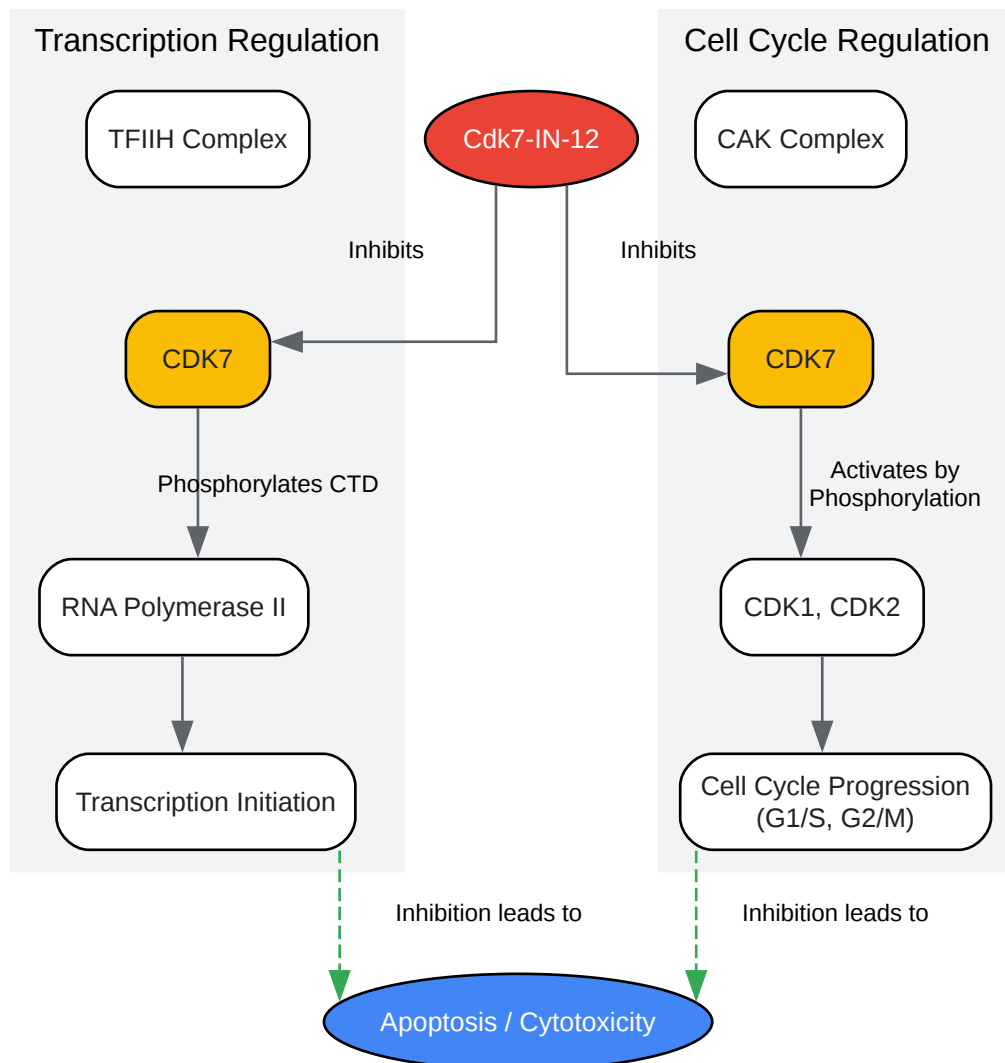 Transcription Regulation
Cell Cycle Regulation
TFIIH Complex
Cdk7-IN-12
CAK Complex
Inhibits
Inhibits
CDK7
CDK7
Phosphorylates CTD
Activates by
Phosphorylation
RNA Polymerase II
CDK1, CDK2
Transcription Initiation
Cell Cycle Progression
(G1/S, G2/M)
Inhibition leads to
Inhibition leads to
Apoptosis / Cytotoxicity